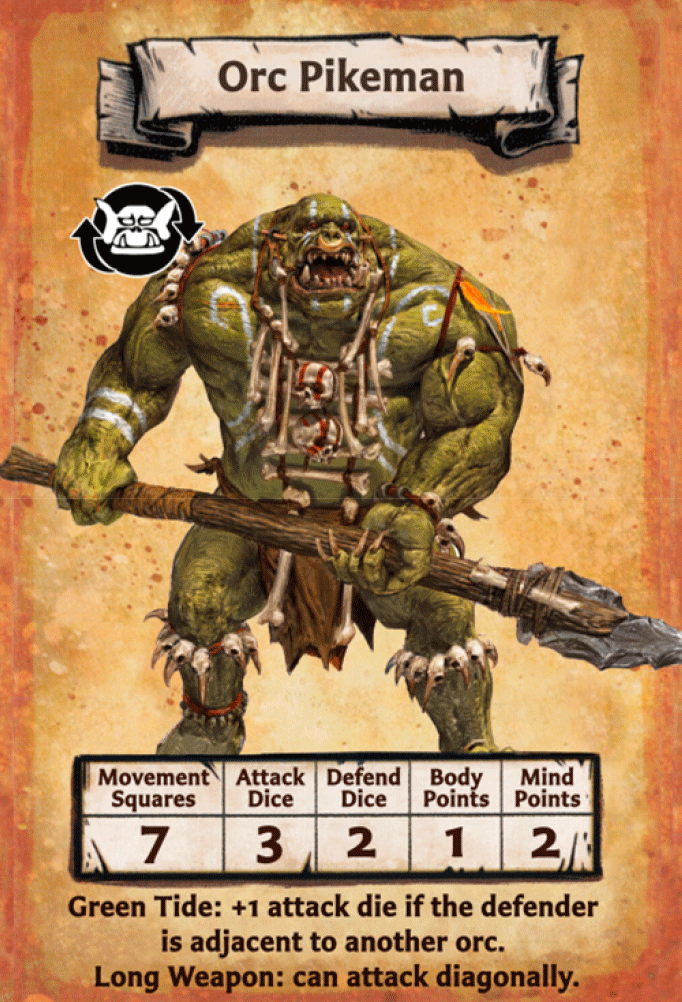 Orc Pikeman
Movement Squares
Attack Dice
Defend Dice
Body Points
Mind Points
7 3 2 1 2
Green Tide: +1 attack die if the defender
is adjacent to another orc.
Long Weapon: can attack diagonally.